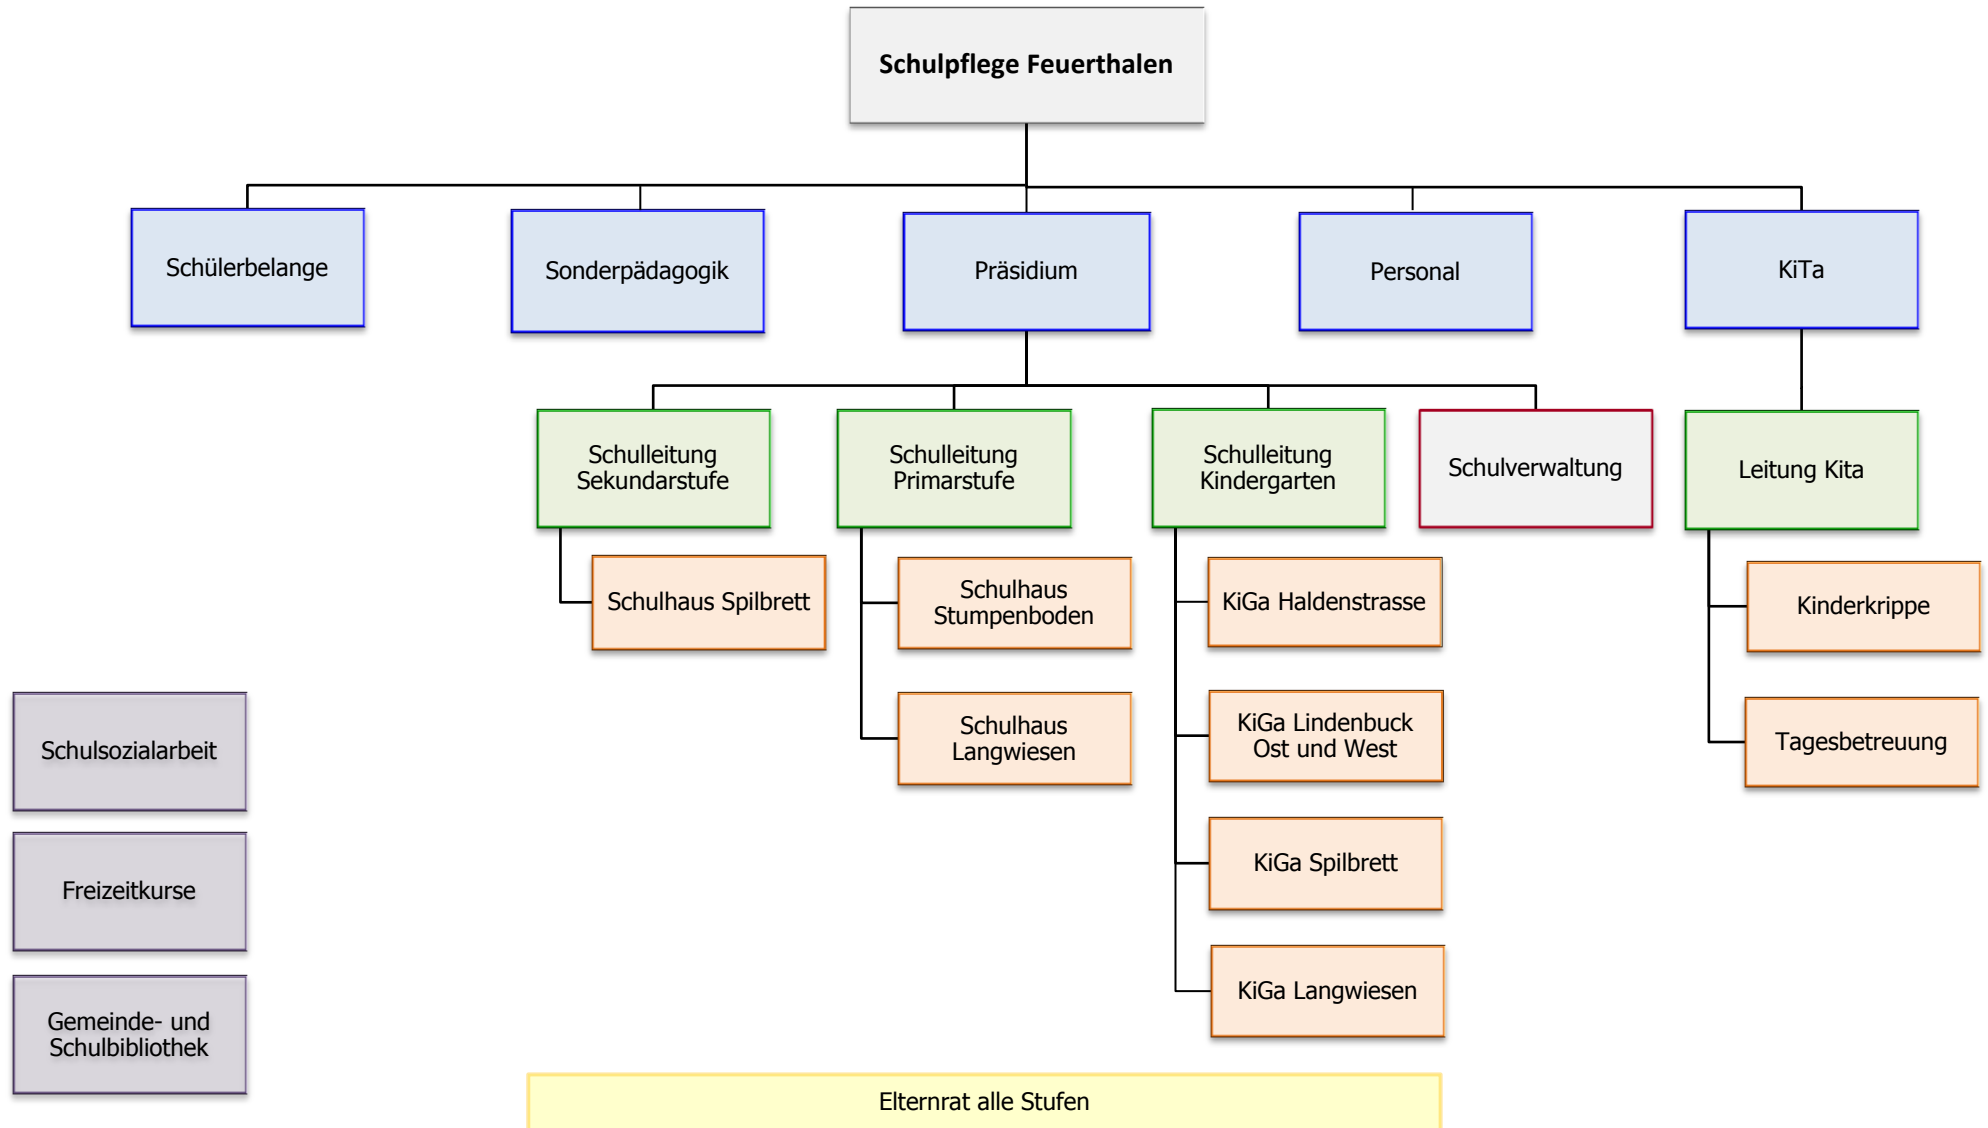 Schulpflege Feuerthalen
Schülerbelange
Sonderpädagogik
Präsidium
Personal
KiTa
Schulleitung
Sekundarstufe
Schulleitung
Primarstufe
Schulleitung
Kindergarten
Schulverwaltung
Leitung Kita
Schulhaus Spilbrett
Schulhaus
Stumpenboden
KiGa Haldenstrasse
Kinderkrippe
Schulhaus
Langwiesen
KiGa Lindenbuck
Ost und West
Tagesbetreuung
Schulsozialarbeit
KiGa Spilbrett
Freizeitkurse
KiGa Langwiesen
Gemeinde- und
Schulbibliothek
Elternrat alle Stufen